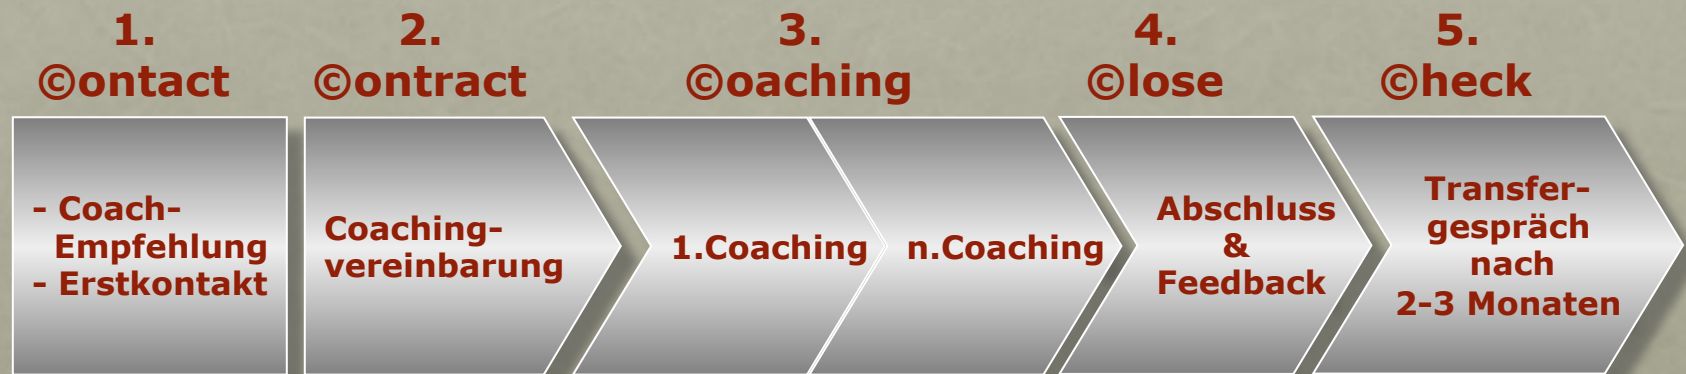 1.
©ontact
2.
©ontract
3.
©oaching
4.
©lose
5.
©heck
- Coach-
Empfehlung
- Erstkontakt
Coaching-
vereinbarung
1.Coaching
n.Coaching
Abschluss
&
Feedback
Transfer-
gespräch
nach
2-3 Monaten